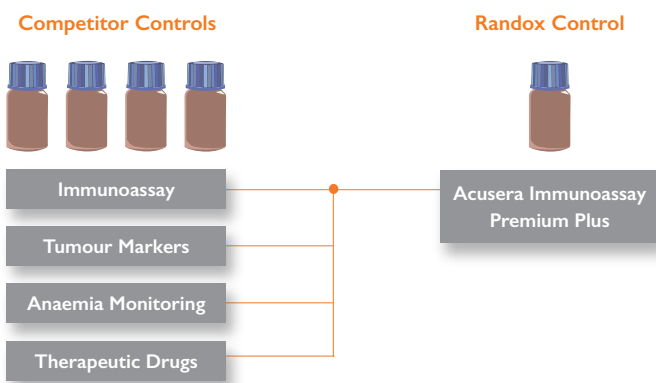 Competitor Controls
Randox Control
Immunoassay
Tumour Markers
Anaemia Monitoring
Therapeutic Drugs
Acusera Immunoassay
Premium Plus